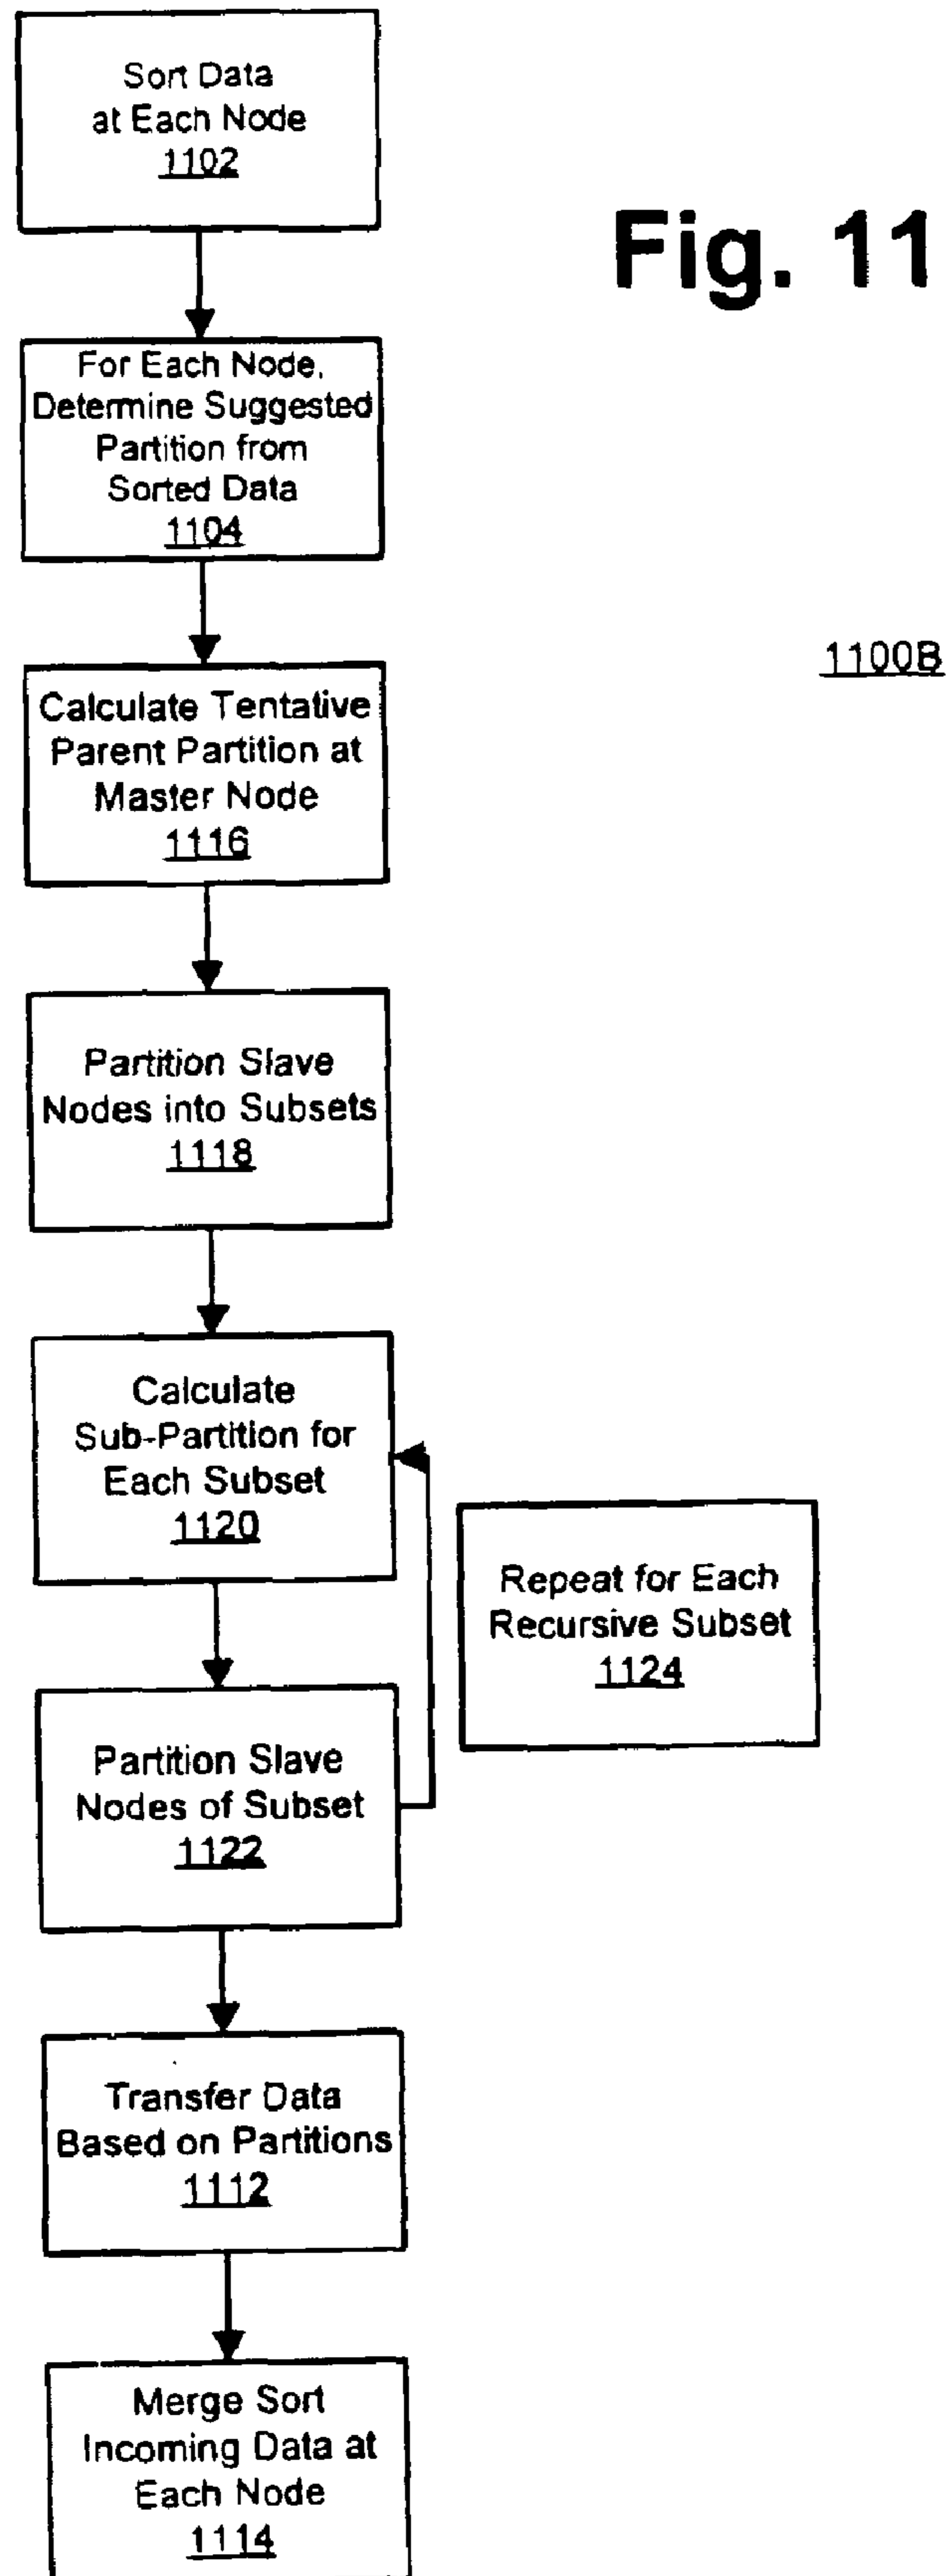 Sort Data
at Each Node
1102
Fig. 11
For Each Node,
Determine Suggested
Partition from
Sorted Data
1104
1100B
Calculate Tentative
Parent Partition at
Master Node
1116
Partition Slave
Nodes into Subsets
1118
Calculate
Sub-Partition for
Each Subset
1120
Repeat for Each
Recursive Subset
1124
Partition Slave
Nodes of Subset
1122
Transfer Data
Based on Partitions
1112
Merge Sort
Incoming Data at
Each Node
1114